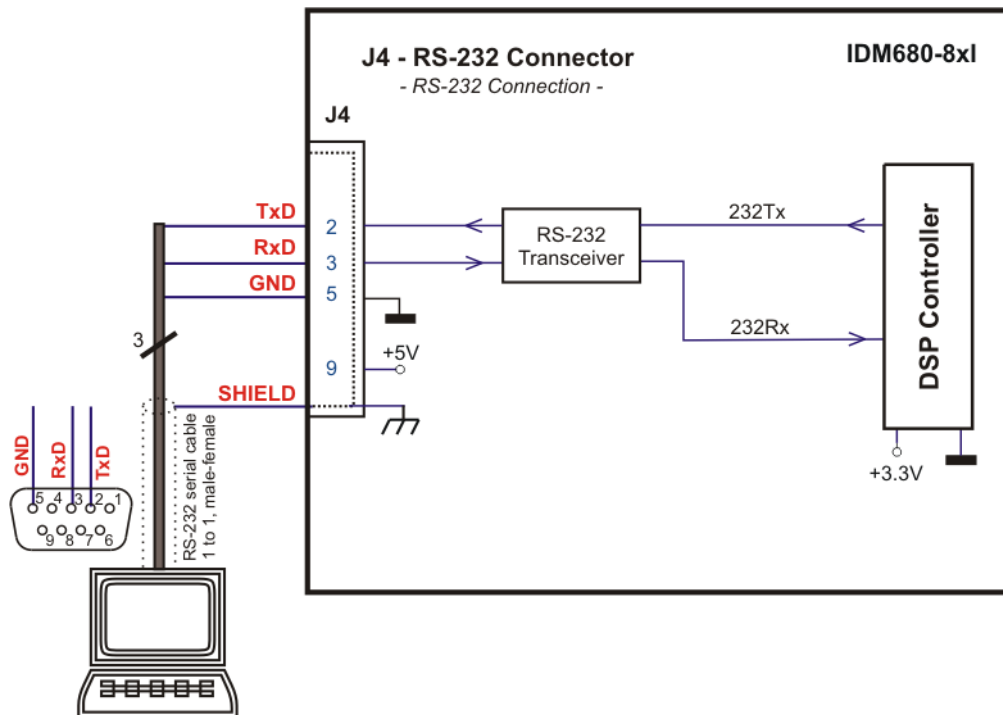 J4 - RS-232 Connector
- RS-232 Connection -
IDM680-8xI
J4
TxD
2
RxD
3
GND
5
+5V
9
SHIELD
3
RS-232
Transceiver
232Tx
232Rx
DSP Controller
+3.3V
RS-232 serial cable
1 to 1, male-female
GND
RxD
TxD
5 4 3 2 1
9 8 7 6